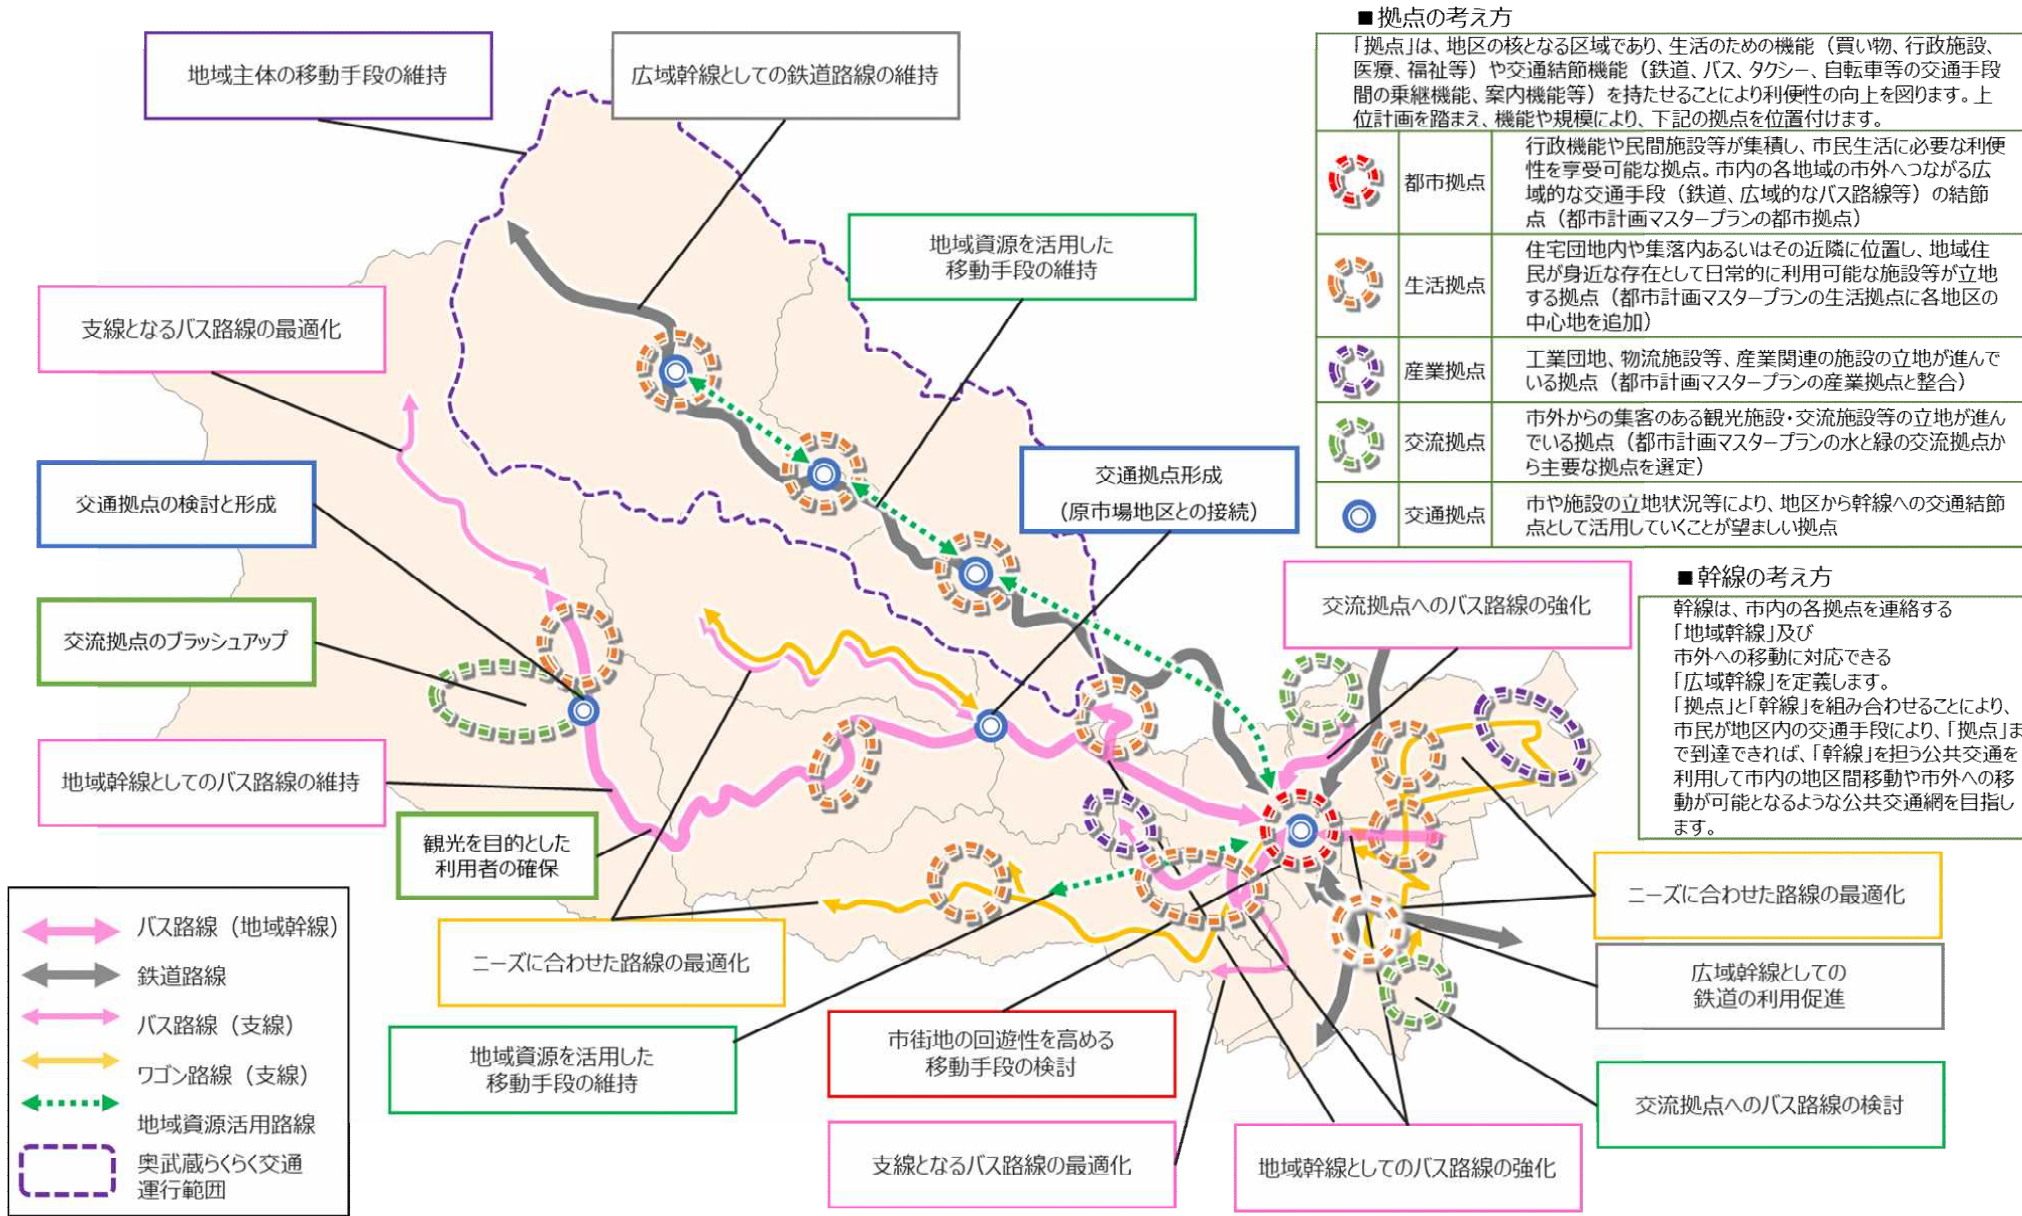 ■拠点の考え方
「拠点」は、地区の核となる区域であり、生活のための機能（買い物、行政施設、
医療、福祉等）や交通結節機能（鉄道、バス、タクシー、自転車等の交通手段
間の乗継機能、案内機能等）を持たせることにより利便性の向上を図ります。上
位計画を踏まえ、機能や規模により、下記の拠点を位置付けます。
都市拠点
行政機能や民間施設等が集積し、市民生活に必要な利便
性を享受可能な拠点。市内の各地域の市外へつながる広
域的な交通手段（鉄道、広域的なバス路線等）の結節
点（都市計画マスタープランの都市拠点）
生活拠点
住宅団地内や集落内あるいはその近隣に位置し、地域住
民が身近な存在として日常的に利用可能な施設等が立地
する拠点（都市計画マスタープランの生活拠点に各地区の
中心地を追加）
産業拠点
工業団地、物流施設等、産業関連の施設の立地が進んで
いる拠点（都市計画マスタープランの産業拠点と整合）
交流拠点
市外からの集客のある観光施設・交流施設等の立地が進ん
でいる拠点（都市計画マスタープランの水と緑の交流拠点か
ら主要な拠点を選定）
交通拠点
市や施設の立地状況等により、地区から幹線への交通結節
点として活用していくことが望ましい拠点
■幹線の考え方
幹線は、市内の各拠点を連絡する
「地域幹線」及び
市外への移動に対応できる
「広域幹線」を定義します。
「拠点」と「幹線」を組み合わせることにより、
市民が地区内の交通手段により、「拠点」ま
で到達できれば、「幹線」を担う公共交通を
利用して市内の地区間移動や市外への移
動が可能となるような公共交通網を目指し
ます。
地域主体の移動手段の維持
広域幹線としての鉄道路線の維持
地域資源を活用した
移動手段の維持
支線となるバス路線の最適化
交通拠点の検討と形成
交通拠点形成
（原市場地区との接続）
交流拠点へのバス路線の強化
交流拠点のブラッシュアップ
地域幹線としてのバス路線の維持
観光を目的とした
利用者の確保
ニーズに合わせた路線の最適化
ニーズに合わせた路線の最適化
広域幹線としての
鉄道の利用促進
地域資源を活用した
移動手段の維持
市街地の回遊性を高める
移動手段の検討
交流拠点へのバス路線の検討
支線となるバス路線の最適化
地域幹線としてのバス路線の強化
バス路線（地域幹線）
鉄道路線
バス路線（支線）
ワゴン路線（支線）
地域資源活用路線
奥武蔵らくらく交通
運行範囲